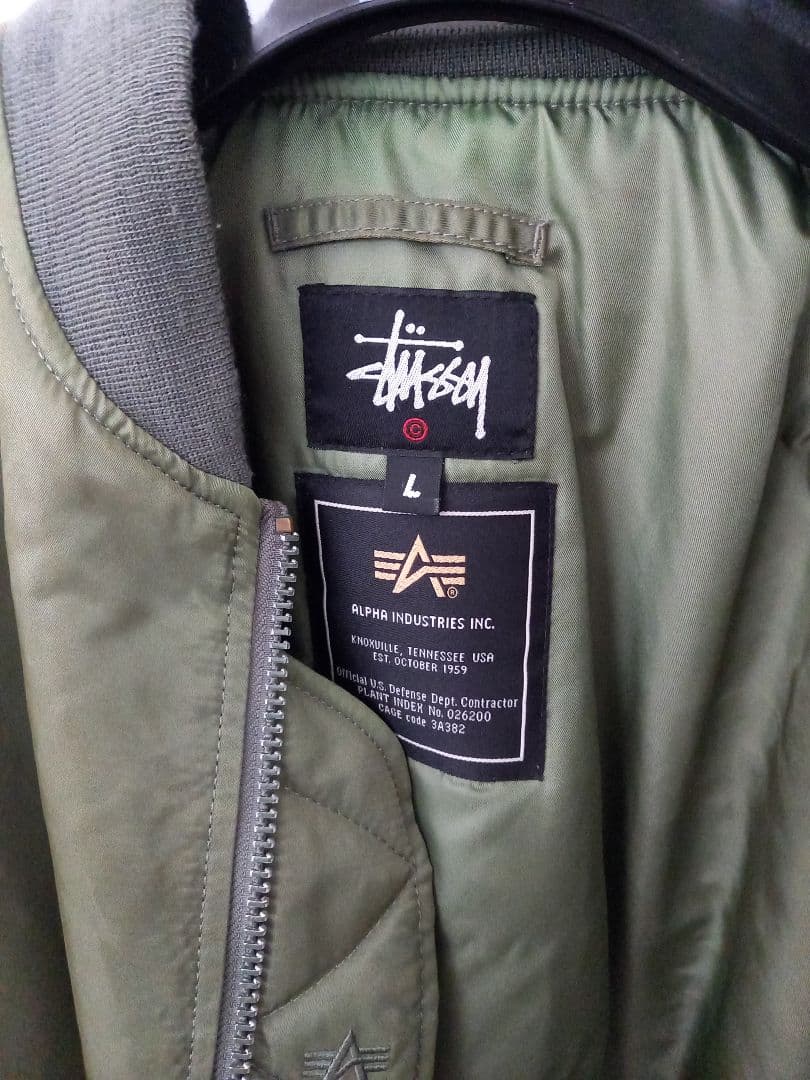 Stüssy
©
L.
®
ALPHA INDUSTRIES INC.
KNOXVILLE, TENNESSEE USA
EST. OCTOBER 1959
Official U.S. Defense Dept. Contractor
PLANT INDEX No. 026200
CAGE code 3A382